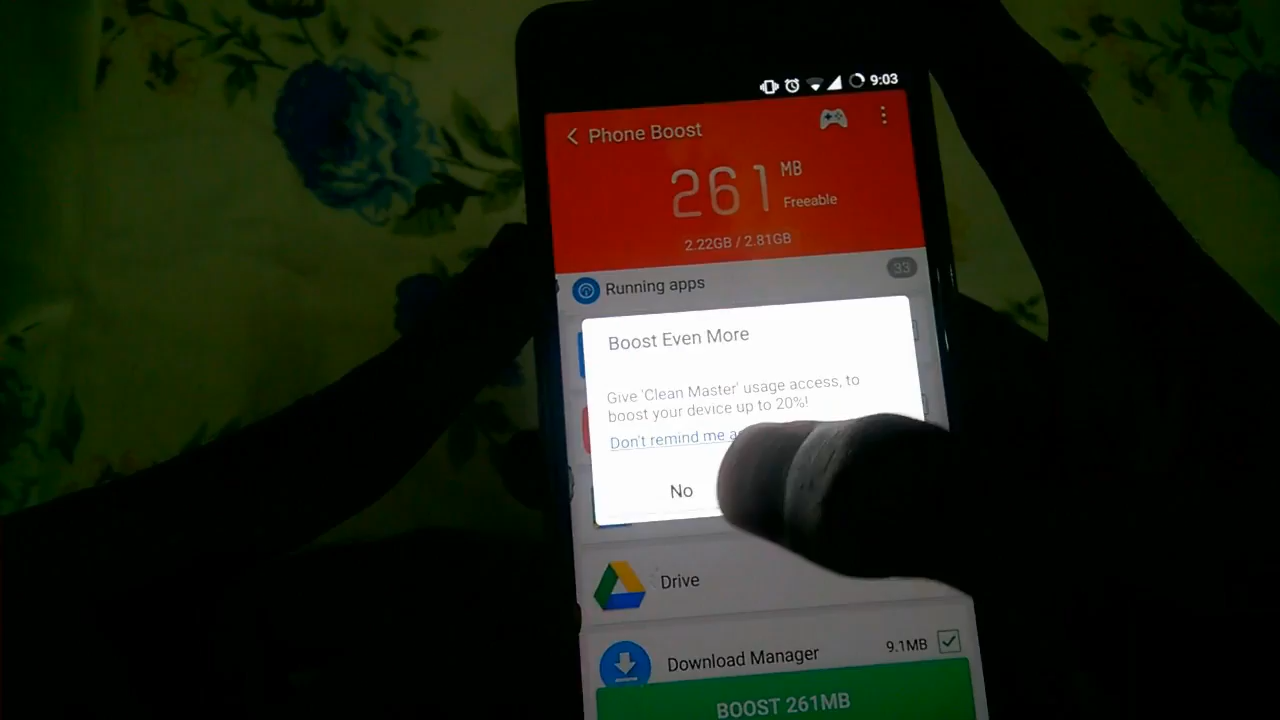 9:03
Phone Boost
261 MB
Freeable
2.22GB / 2.81GB
Running apps
33
Boost Even More
Give 'Clean Master' usage access, to
boost your device up to 20%!
Don't remind me
No
Drive
Download Manager 9.1MB
BOOST 261MB